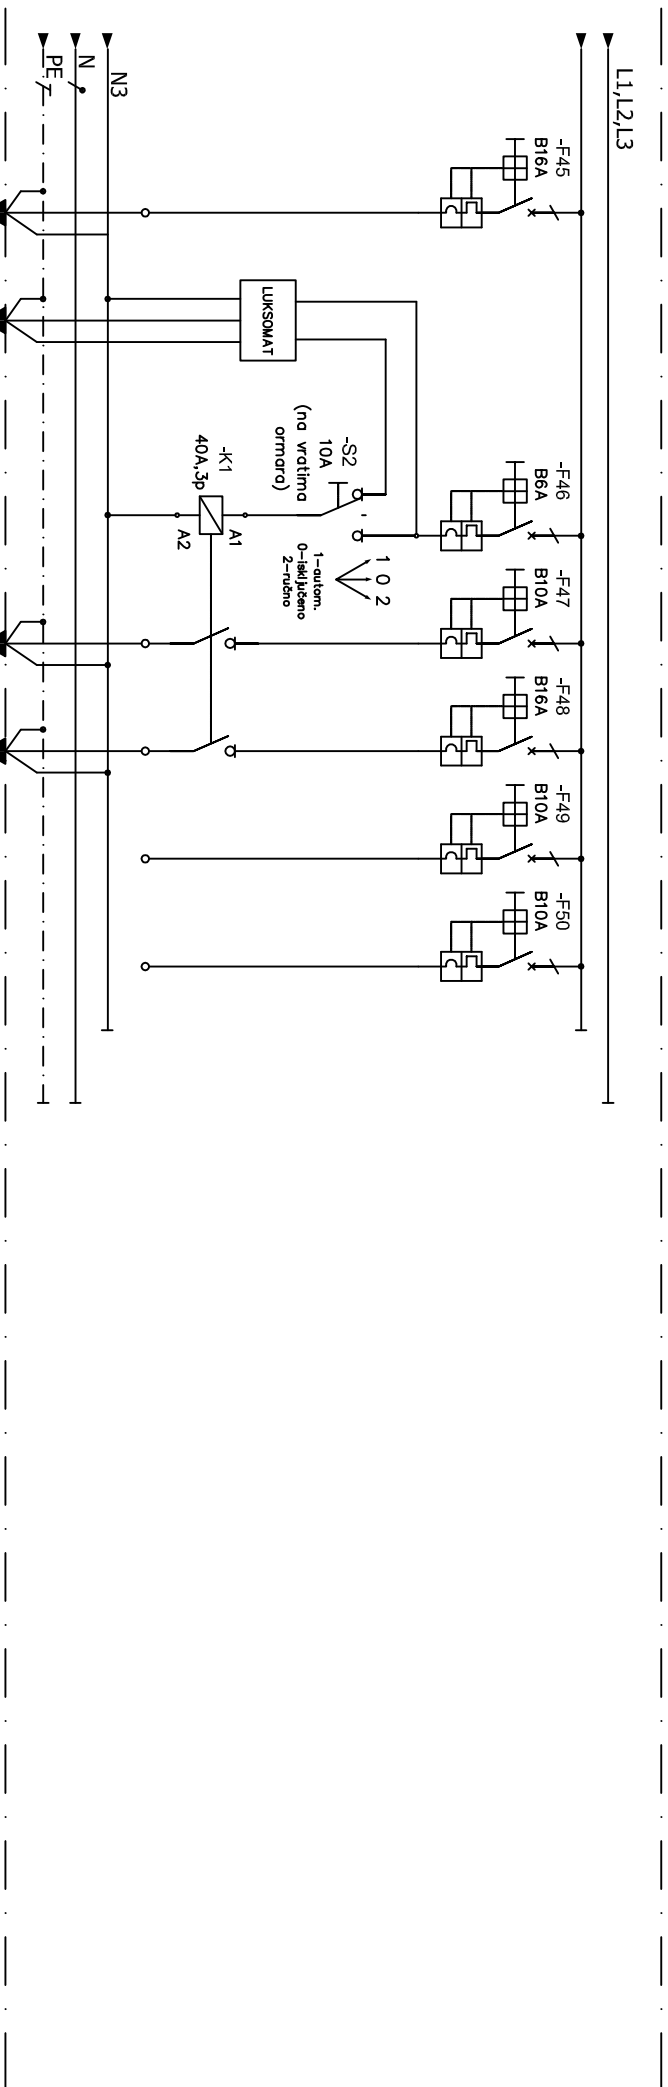 L1,L2,L3
N3
N
PE
-F45
B16A
LUKSOMAT
-F46
B6A
-S2
10A
(na vratima
ormara)
1 0 2
1-autom.
0-isključeno
2-ručno
-K1
40A,3p
A1
A2
-F47
B10A
-F48
B16A
-F49
B10A
-F50
B10A